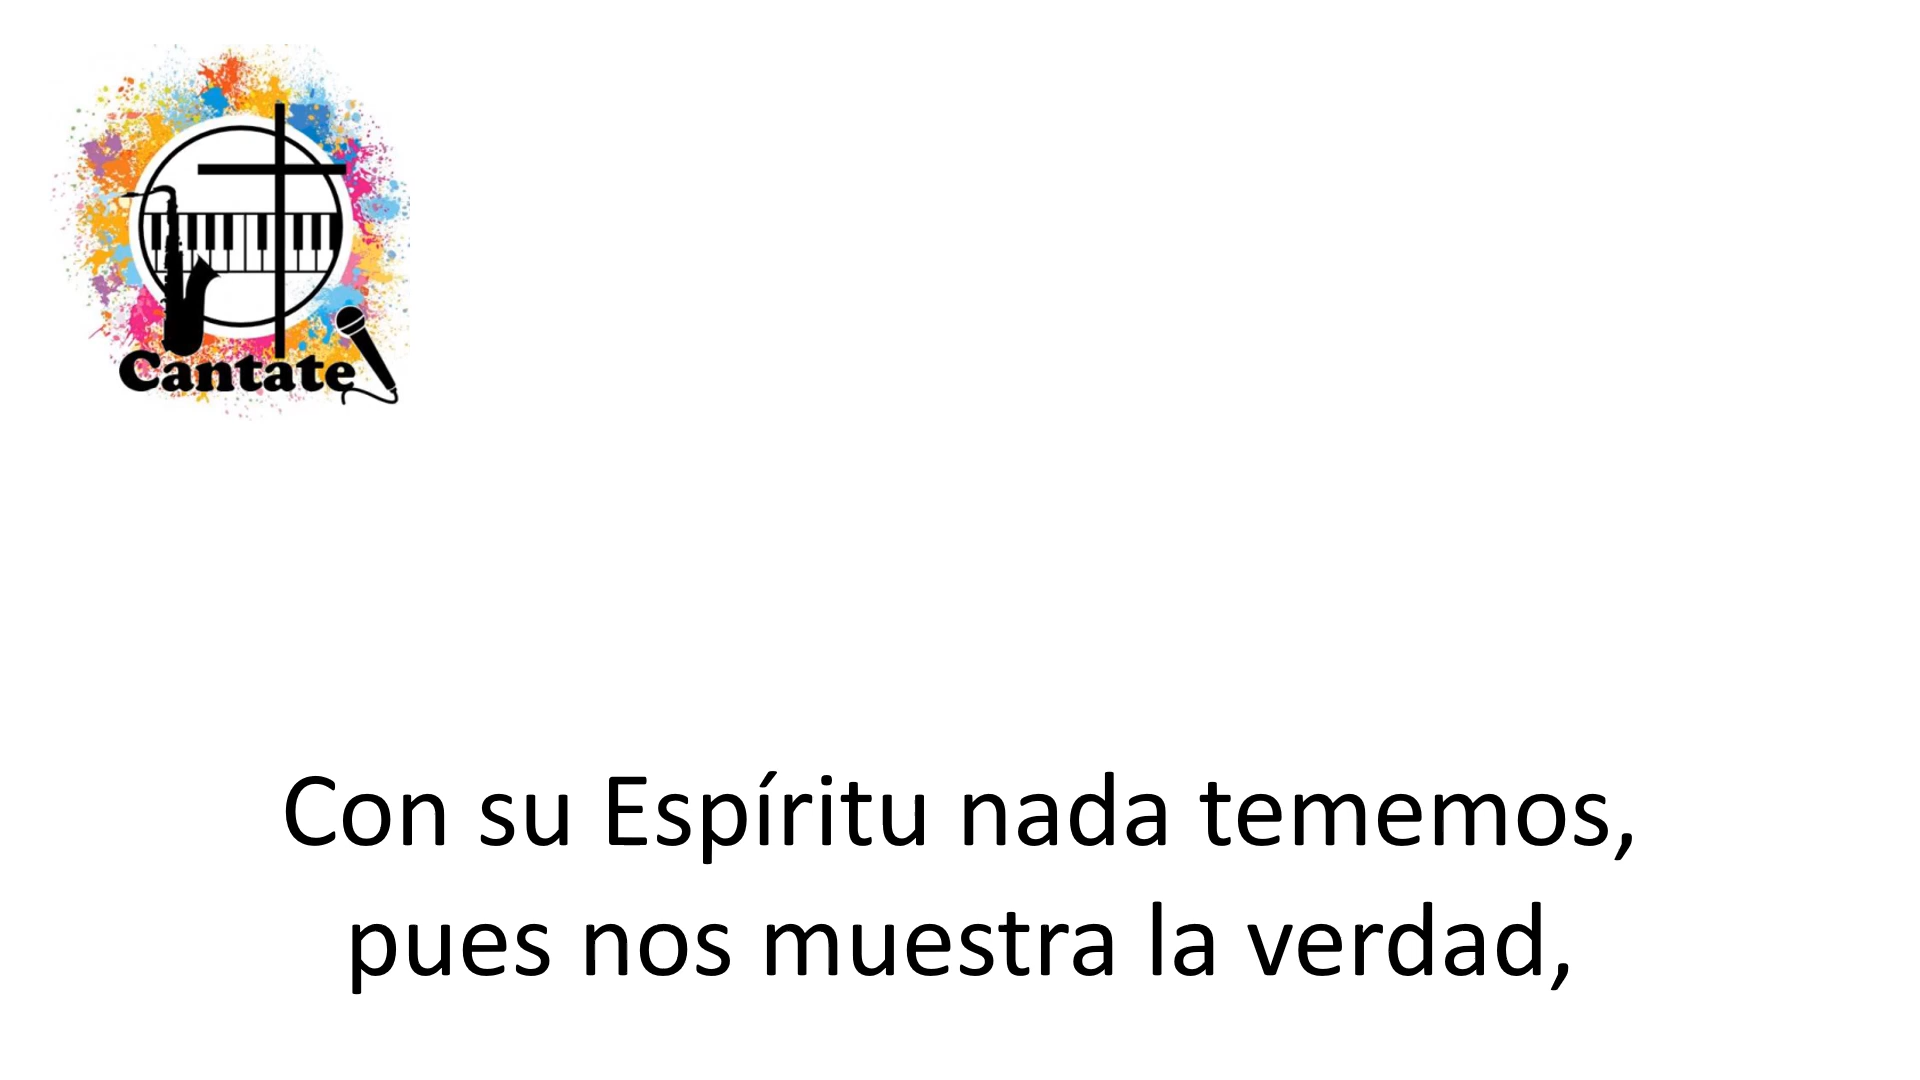 Cantate
Con su Espíritu nada tememos,
pues nos muestra la verdad,